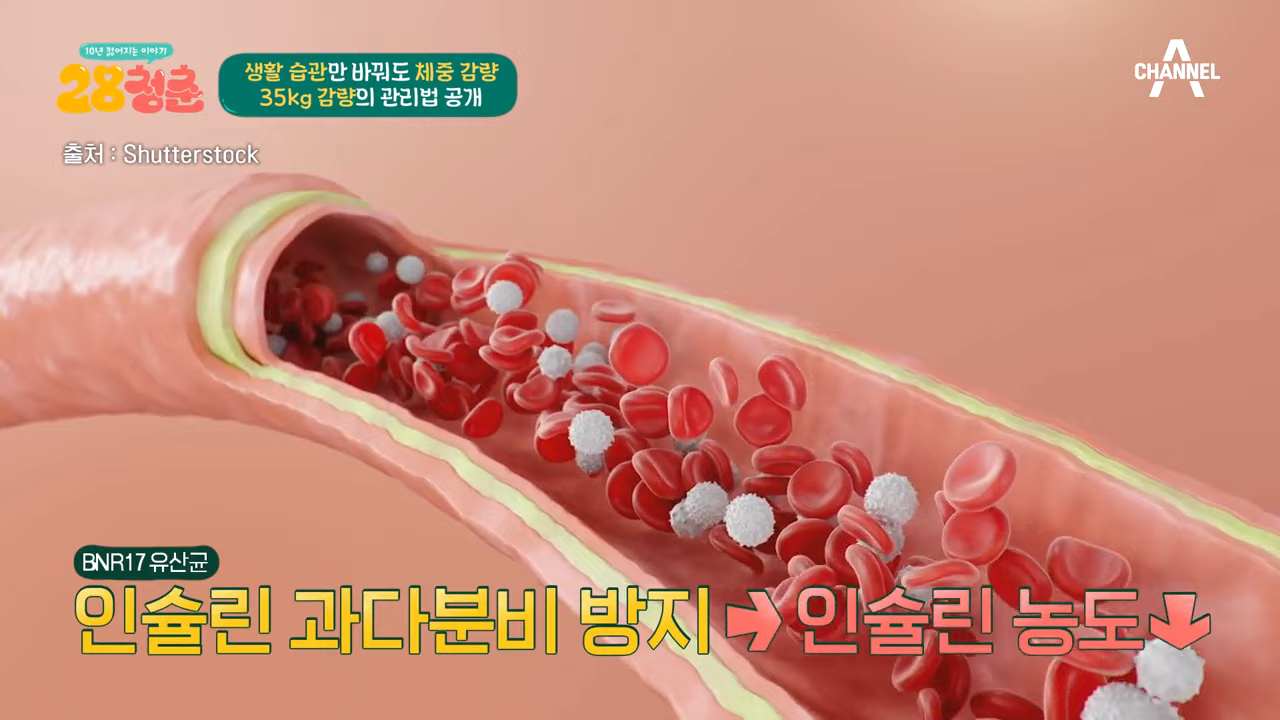 10년 젊어지는 이야기
28청춘
생활 습관만 바꿔도 체중 감량
35kg 감량의 관리법 공개
CHANNEL A
출처 : Shutterstock
BNR17 유산균
인슐린 과다분비 방지 ➡ 인슐린 농도⬇